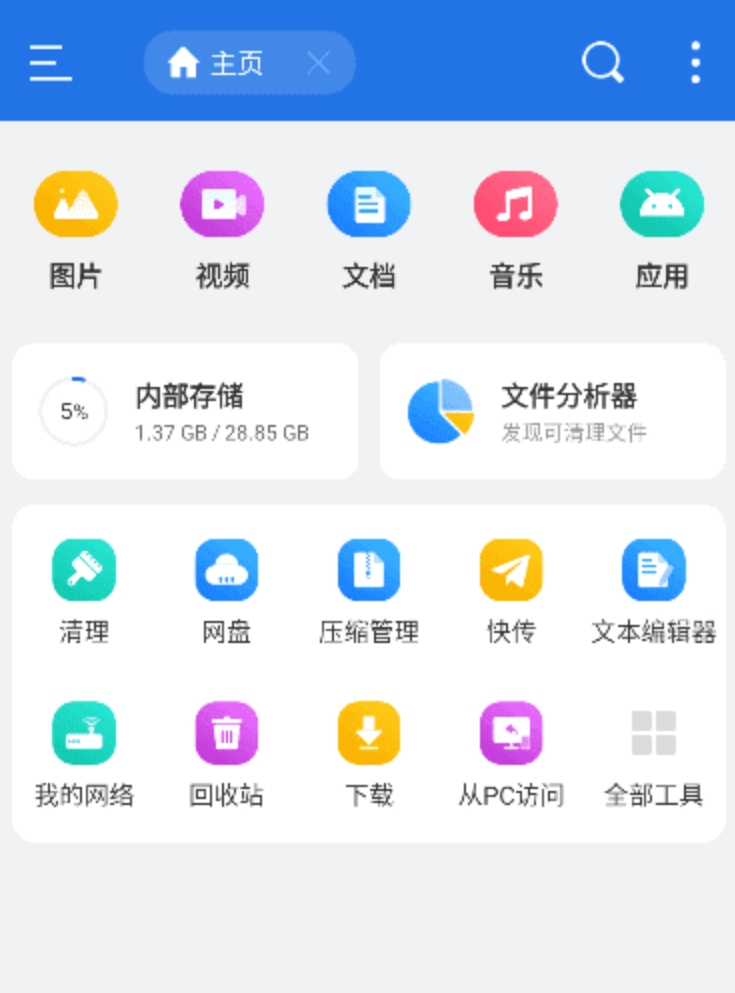 主页
图片 视频 文档 音乐 应用
内部存储 文件分析器
5% 1.37 GB / 28.85 GB 发现可清理文件
清理 网盘 压缩管理 快传 文本编辑器
我的网络 回收站 下载 从PC访问 全部工具